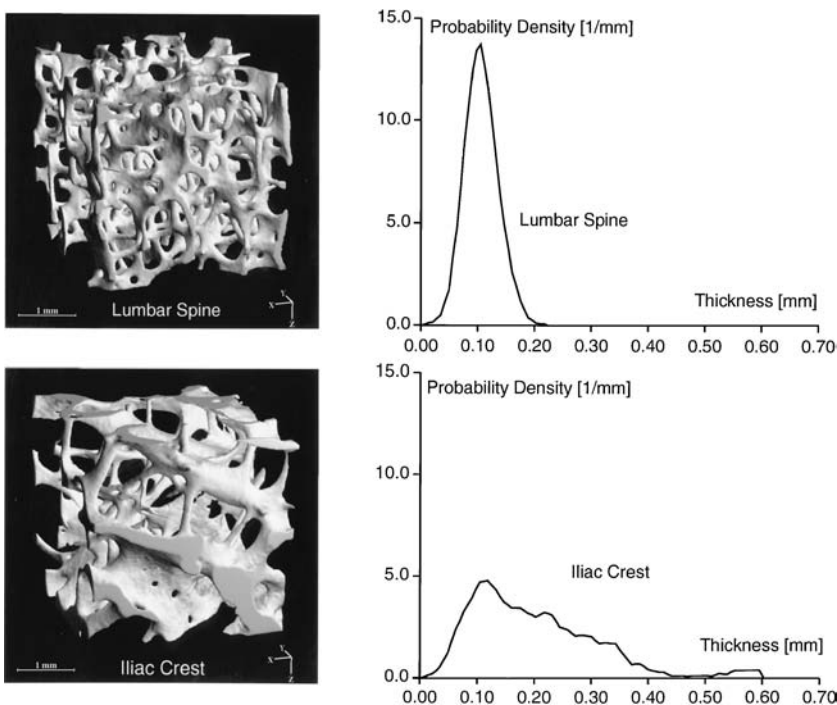 1 mm
Lumbar Spine
X
Y
Z
15.0
Probability Density [1/mm]
10.0
5.0
Lumbar Spine
Thickness [mm]
0.0
0.00 0.10 0.20 0.30 0.40 0.50 0.60 0.70
1 mm
Iliac Crest
X
Y
Z
15.0
Probability Density [1/mm]
10.0
5.0
Iliac Crest
Thickness [mm]
0.0
0.00 0.10 0.20 0.30 0.40 0.50 0.60 0.70